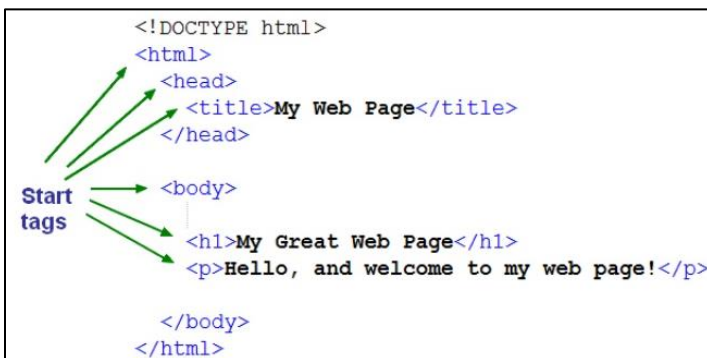 <!DOCTYPE html>
<html>
<head>
<title>My Web Page</title>
</head>
Start
tags
<body>
<h1>My Great Web Page</h1>
<p>Hello, and welcome to my web page!</p>
</body>
</html>